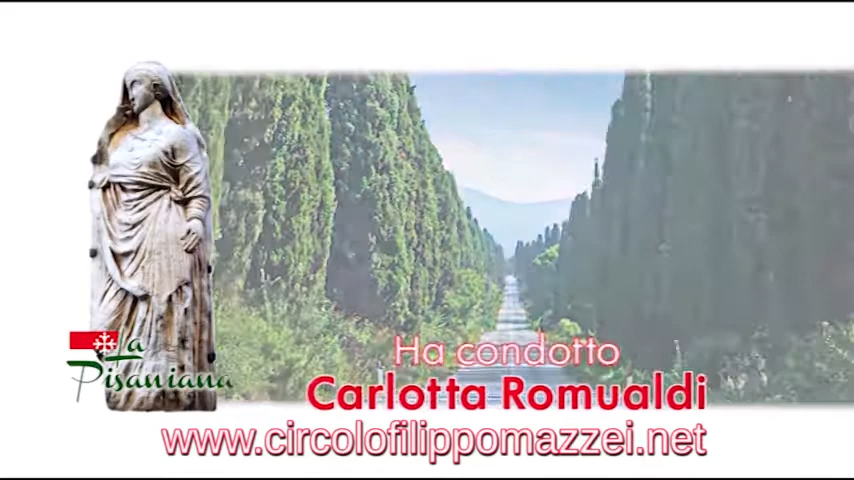 La
Pisaniana
Ha condotto
Carlotta Romualdi
www.circolofilippomazzei.net